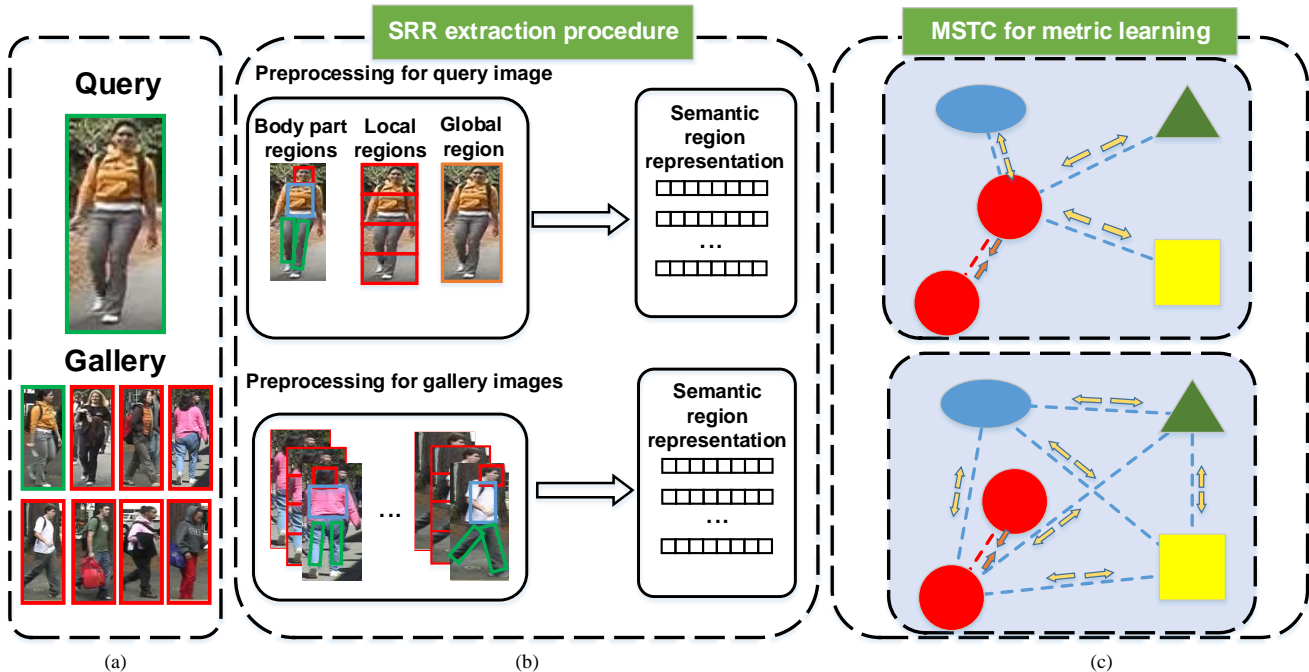 Query
Gallery
(a)
SRR extraction procedure
Preprocessing for query image
Body part
regions
Local
regions
Global
region
Semantic
region
representation
...
Preprocessing for gallery images
...
Semantic
region
representation
...
(b)
MSTC for metric learning
(c)